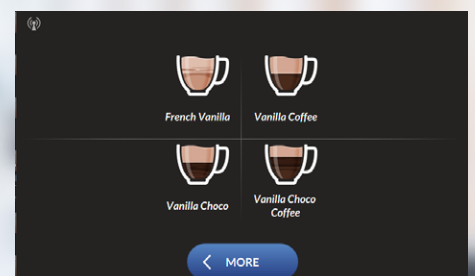 French Vanilla
Vanilla Coffee
Vanilla Choco
Vanilla Choco
Coffee
MORE